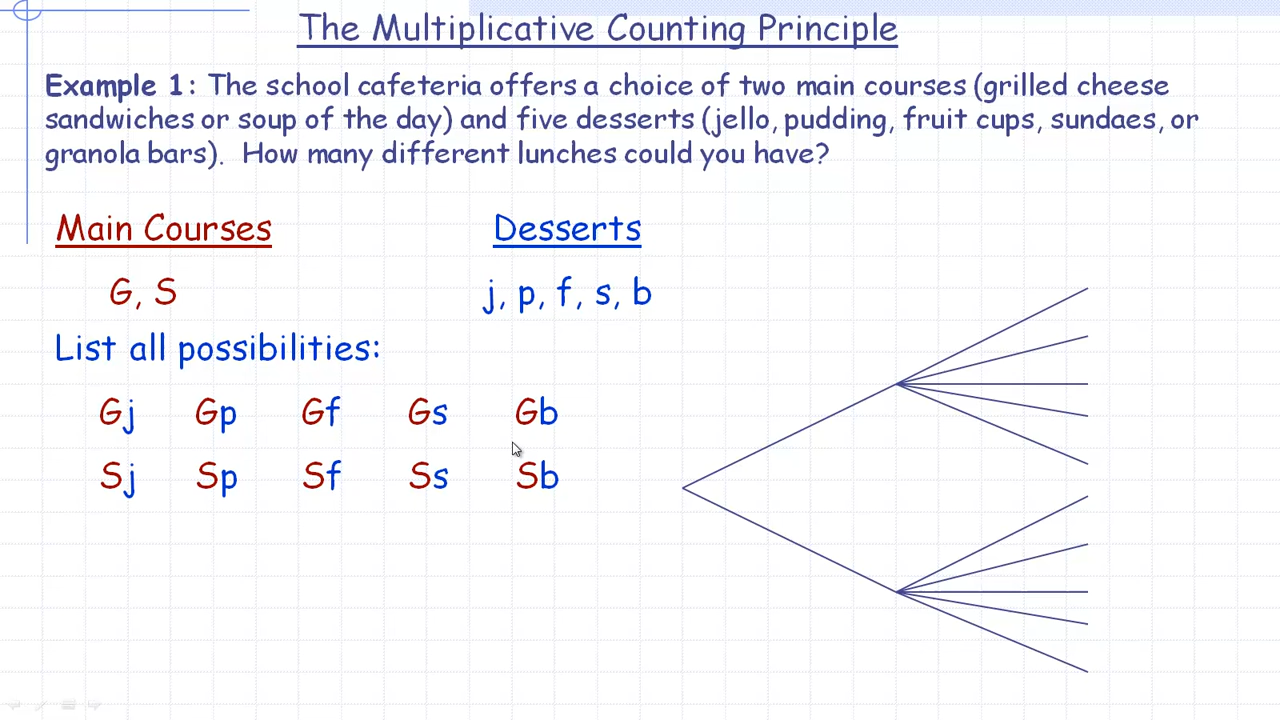 The Multiplicative Counting Principle
Example 1: The school cafeteria offers a choice of two main courses (grilled cheese
sandwiches or soup of the day) and five desserts (jello, pudding, fruit cups, sundaes, or
granola bars). How many different lunches could you have?
Main Courses Desserts
G, S j, p, f, s, b
List all possibilities:
Gj Gp Gf Gs Gb
Sj Sp Sf Ss Sb